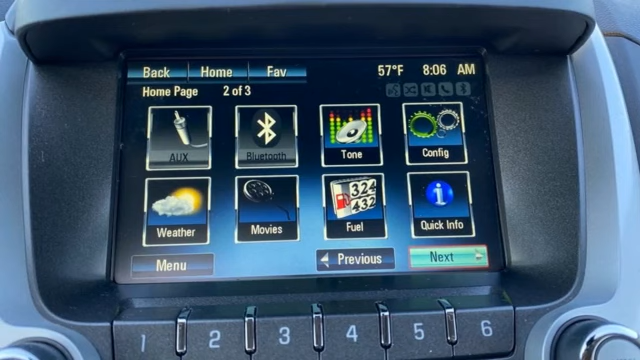 Back Home Fav 57°F 8:06 AM
Home Page 2 of 3
AUX Bluetooth Tone Config
324
432
Weather Movies Fuel Quick Info
Menu Previous Next
1 2 3 4 5 6